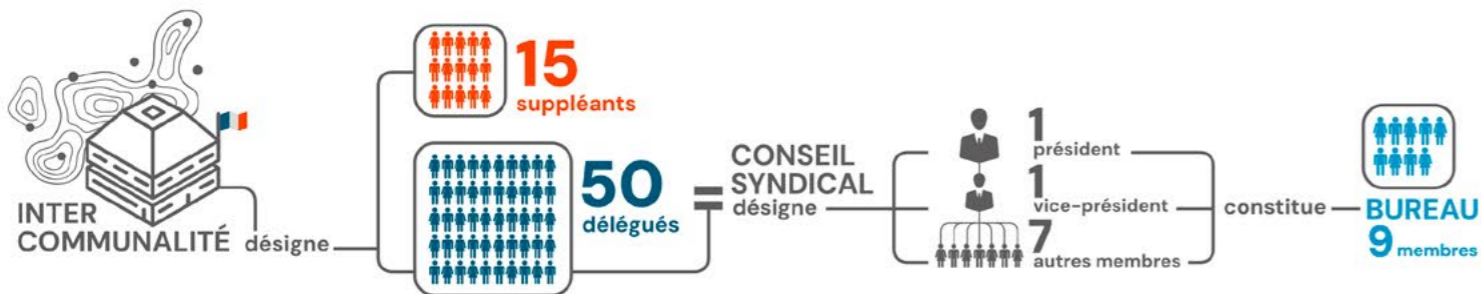 INTER
COMMUNALITÉ désigne
15
suppléants
50
délégués
=
CONSEIL
SYNDICAL
désigne
1
président
1
vice-président
7
autres membres
constitue
BUREAU
9 membres